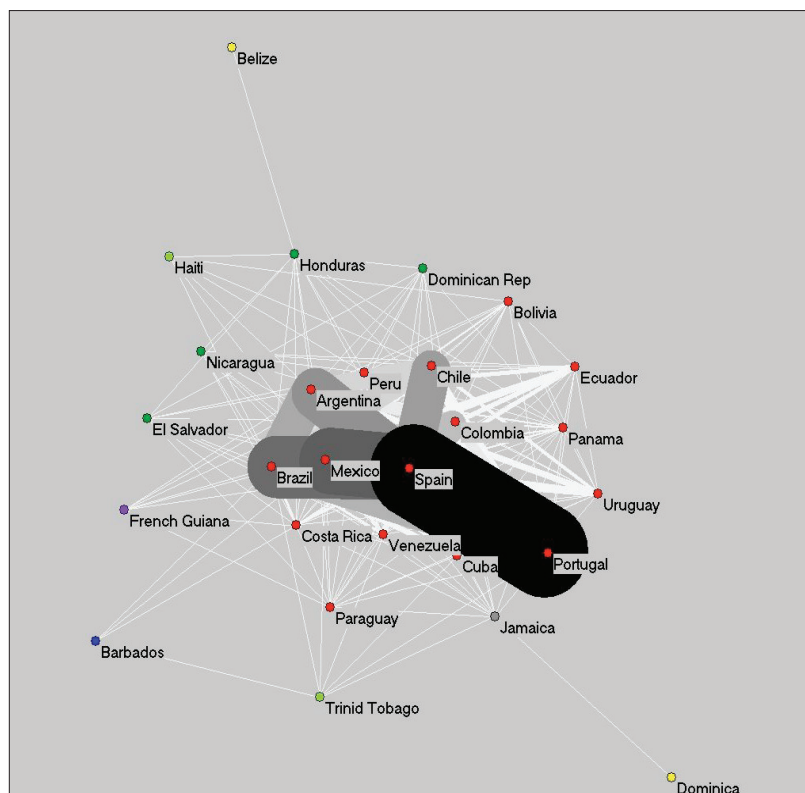 Belize
Haiti
Honduras
Dominican Rep
Bolivia
Nicaragua
Peru
Chile
Ecuador
Argentina
El Salvador
Colombia
Panama
Brazil
Mexico
Spain
Uruguay
French Guiana
Costa Rica
Venezuela
Cuba
Portugal
Paraguay
Jamaica
Barbados
Trinid Tobago
Dominica